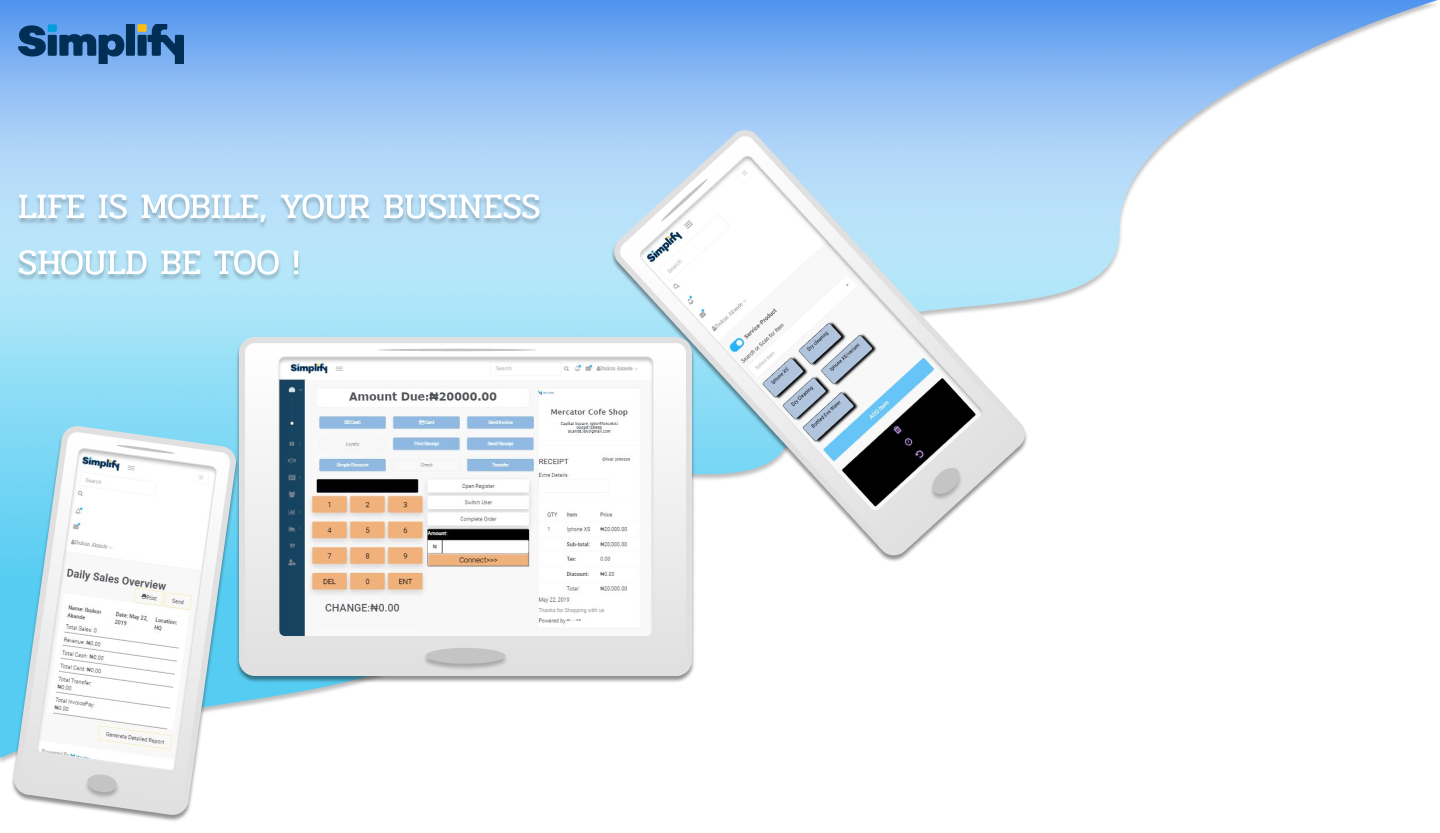 Simplify
LIFE IS MOBILE, YOUR BUSINESS
SHOULD BE TOO !
Simplify
Search
Ibukun Akande
Service-Product
Search or Scan for Item
Select item
Dry cleaning
Iphone XS
Iphone XS/variant
Dry Cleaning
Bottled Eva Water
ADD Item
Simplify
Search
Ibukun Akande
Amount Due:₦20000.00
Cash
Card
Send Invoice
Loyalty
Print Receipt
Send Receipt
Simple Discount
Check
Transfer
Open Register
1 2 3
Switch User
Complete Order
4 5 6
Amount
N
7 8 9
Connect>>>
DEL 0 ENT
CHANGE:₦0.00
Mercator Cofe Shop
RECEIPT
Oliver Johnson
Extra Details
QTY Item Price
1 Iphone XS ₦20,000.00
Sub-total: ₦20,000.00
Tax: 0.00
Discount: ₦0.00
Total: ₦20,000.00
May 22, 2019
Thanks for Shopping with us
Powered by
Simplify
Search
Ibukun Akande
Daily Sales Overview
Print Send
Name: Ibukun Akande
Date: May 22, 2019
Location: HQ
Total Sales: 0
Revenue: ₦0.00
Total Cash: ₦0.00
Total Card: ₦0.00
Total Transfer:
₦0.00
Total InvoicePay:
₦0.00
Generate Detailed Report